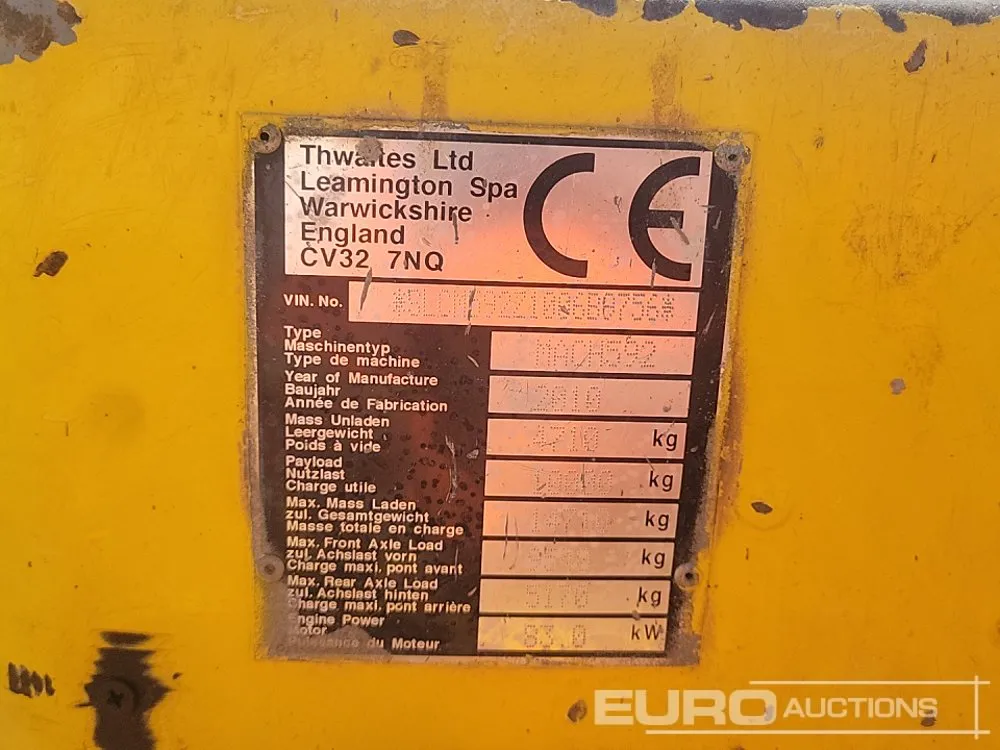 Thwaites Ltd
Leamington Spa
Warwickshire
England
CV32 7NQ
CE
VIN. No.
Type
Maschinentyp
Type de machine
MACH592
Year of Manufacture
Baujahr
Année de Fabrication
2010
Mass Unladen
Leergewicht
Poids à vide
4710 kg
Payload
Nutzlast
Charge utile
kg
Max. Mass Laden
zul. Gesamtgewicht
Masse totale en charge
kg
Max. Front Axle Load
zul. Achslast vorn
Charge maxi. pont avant
kg
Max. Rear Axle Load
zul. Achslast hinten
Charge maxi. pont arrière
kg
Engine Power
Motor
Puissance du Moteur
83.0 kW
EURO AUCTIONS